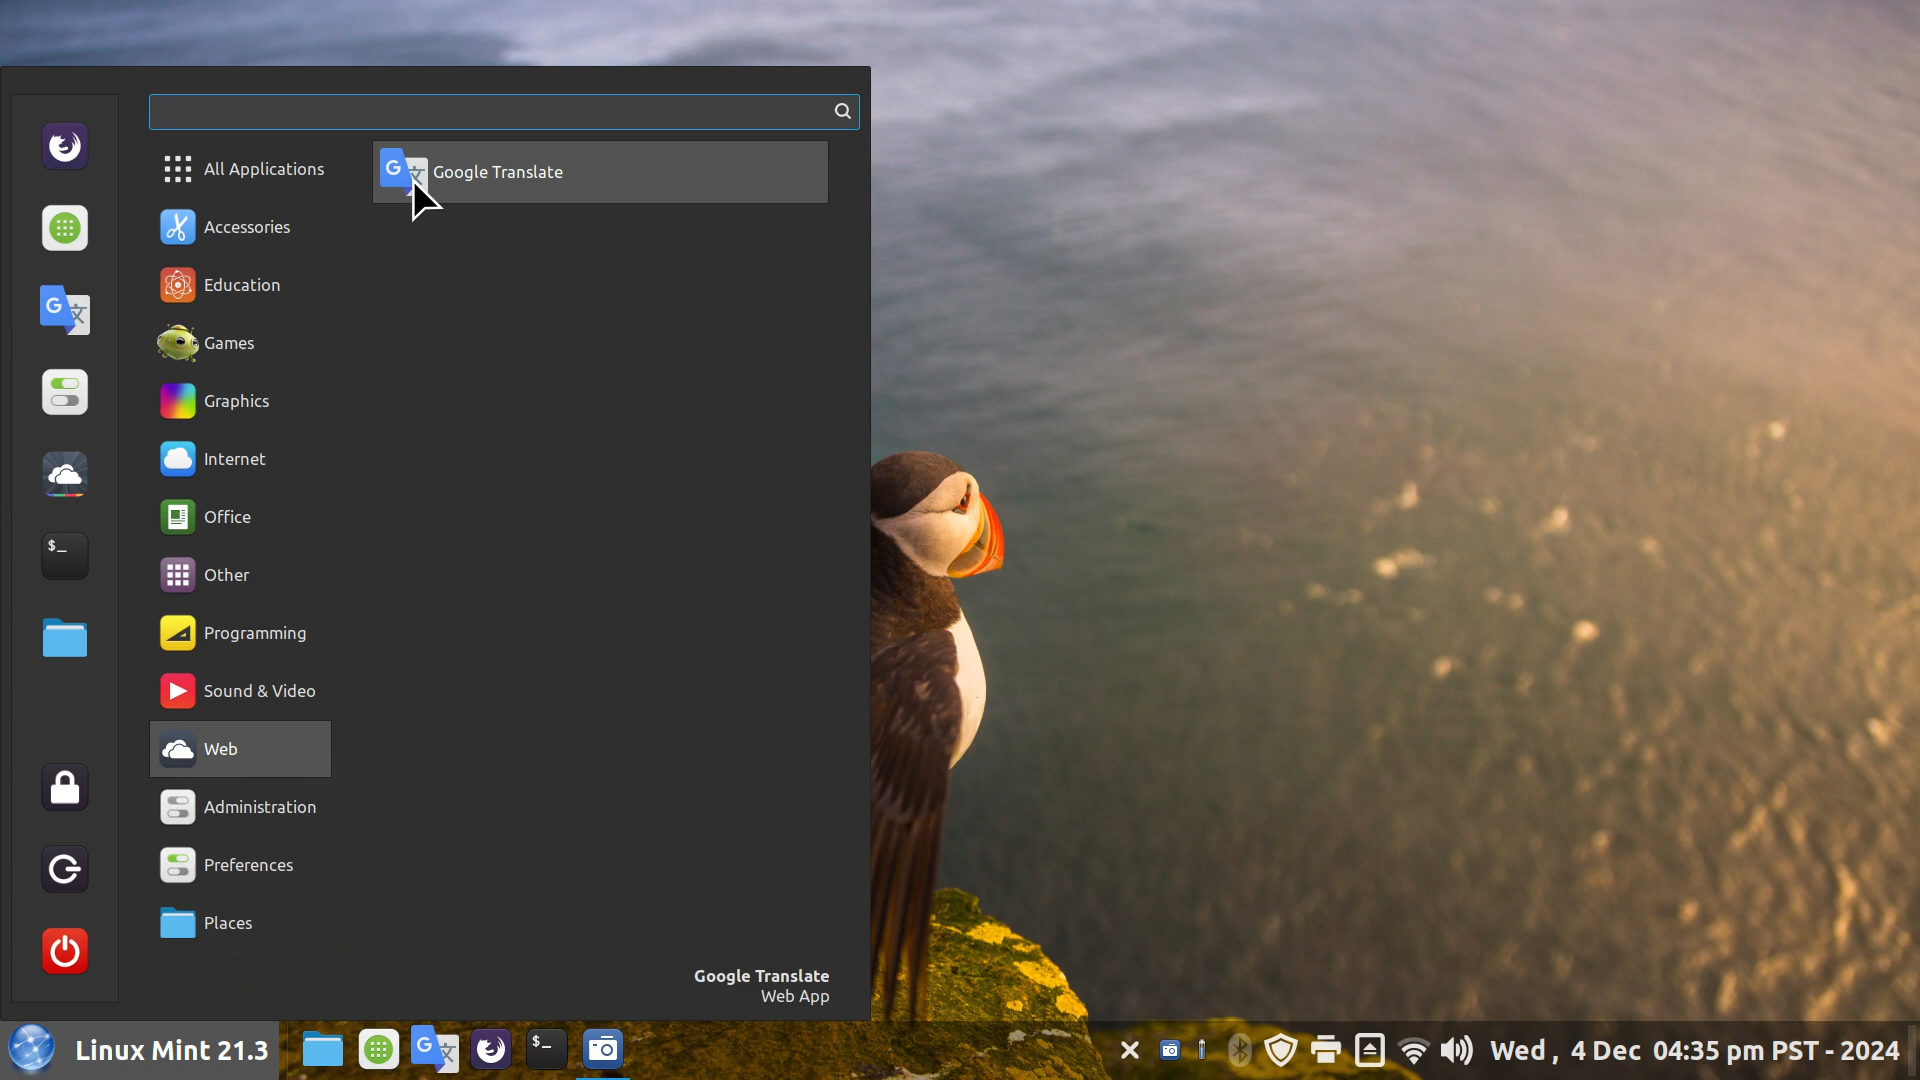 All Applications
Google Translate
Accessories
Education
Games
Graphics
Internet
Office
Other
Programming
Sound & Video
Web
Administration
Preferences
Places
Google Translate
Web App
Linux Mint 21.3
$_
Wed , 4 Dec 04:35 pm PST - 2024